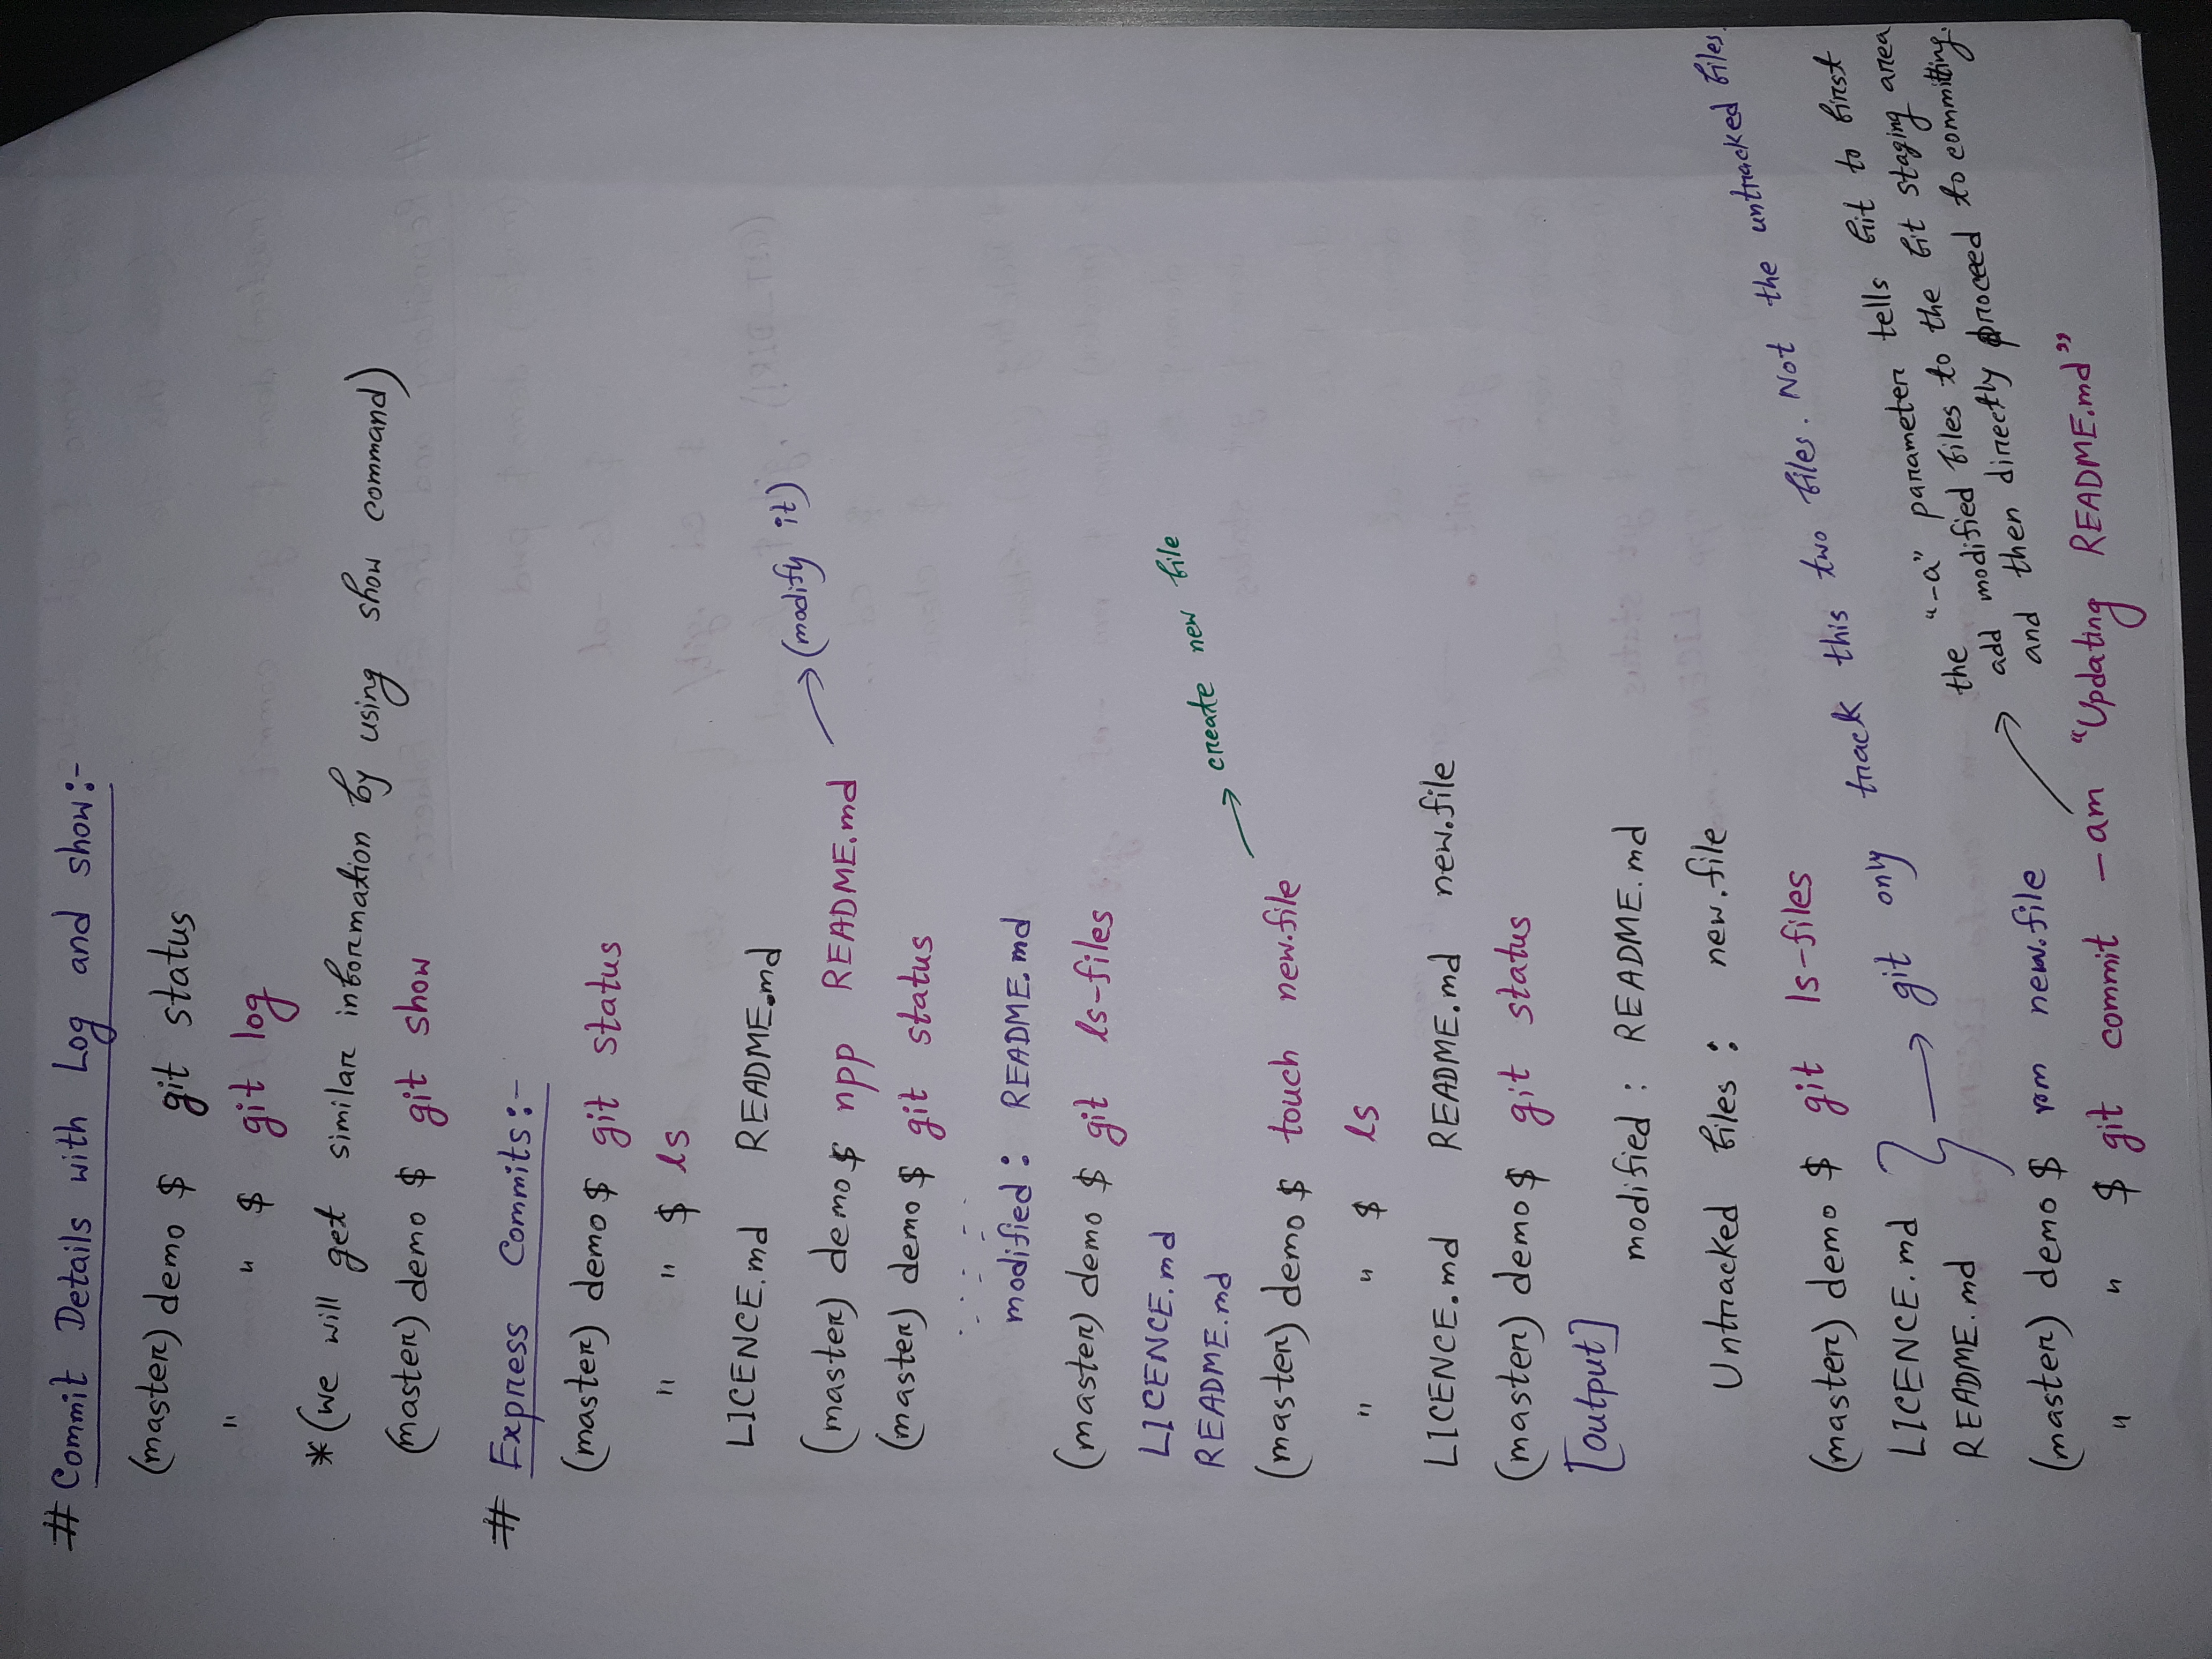 # Commit Details with Log and show:-
(master) demo $ git status
" " $ git log
*(we will get similar information by using show command)
(master) demo $ git show
# Express Commits:-
(master) demo $ git status
" " $ ls
LICENCE.md README.md
(master) demo $ npp README.md → (modify it)
(master) demo $ git status
modified: README.md
(master) demo $ git ls-files
LICENCE.md
README.md
(master) demo $ touch new.file → create new file
" " $ ls
LICENCE.md README.md new.file
(master) demo $ git status
[output]
modified: README.md
Untracked files: new.file
(master) demo $ git ls-files
LICENCE.md
README.md
} → git only track this two files. Not the untracked files.
(master) demo $ rm new.file
" " $ git commit -am "Updating README.md"
→ the "-a" parameter tells Git to first
add modified files to the Git staging area
and then directly proceed to committing.